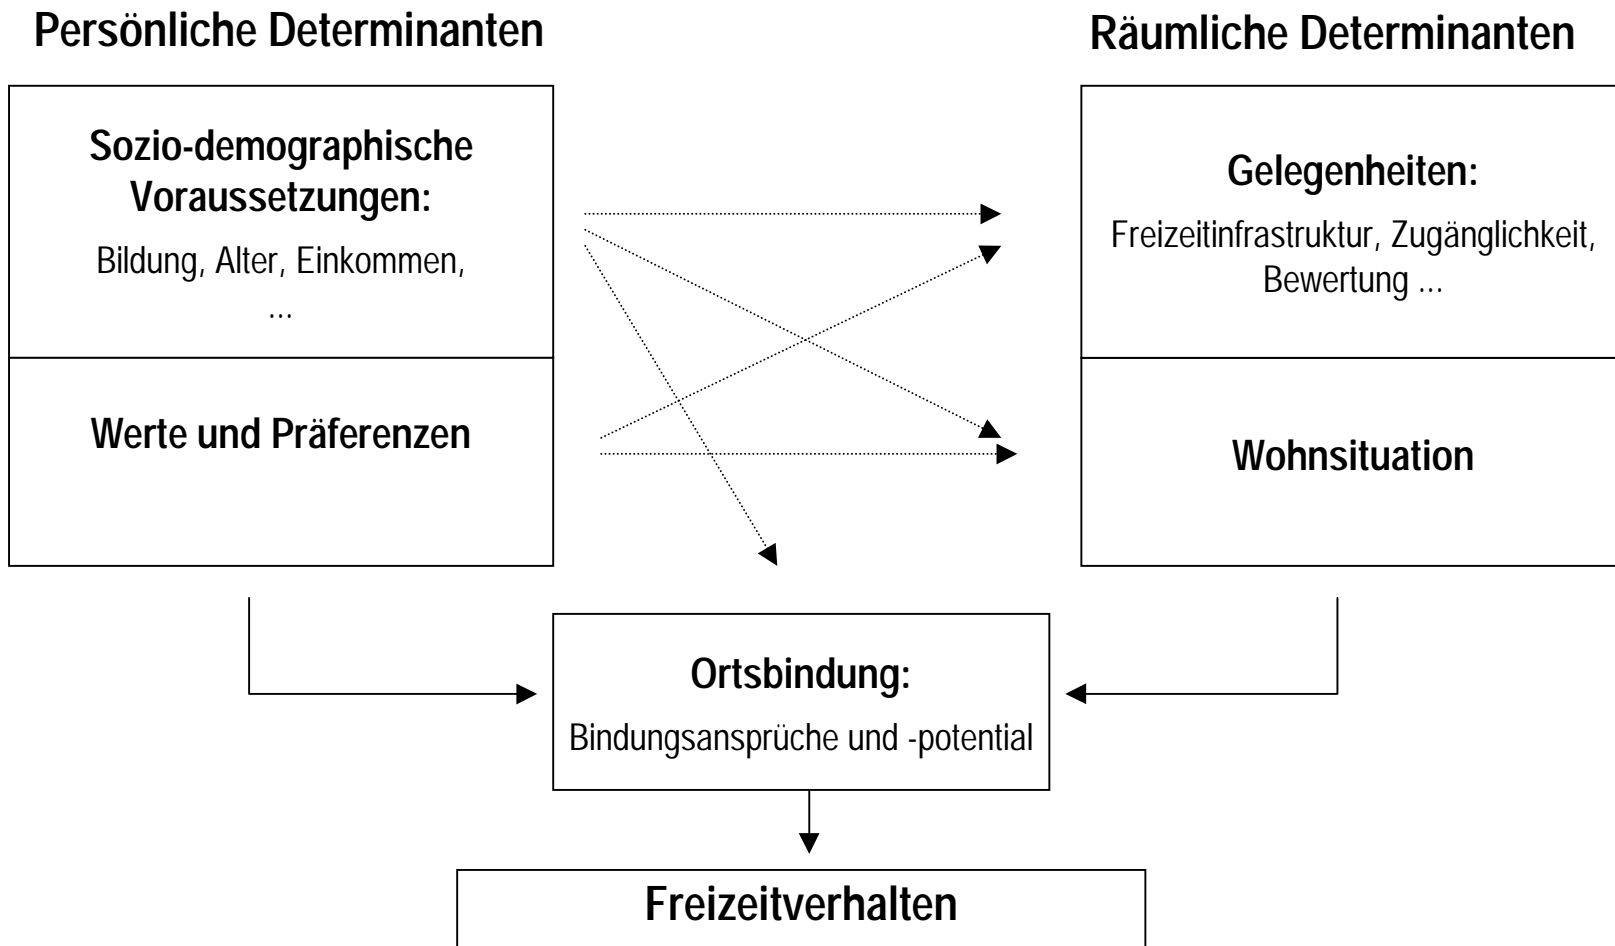 Persönliche Determinanten
Räumliche Determinanten
Sozio-demographische
Voraussetzungen:
Bildung, Alter, Einkommen,
...
Werte und Präferenzen
Gelegenheiten:
Freizeitinfrastruktur, Zugänglichkeit,
Bewertung ...
Wohnsituation
Ortsbindung:
Bindungsansprüche und -potential
Freizeitverhalten